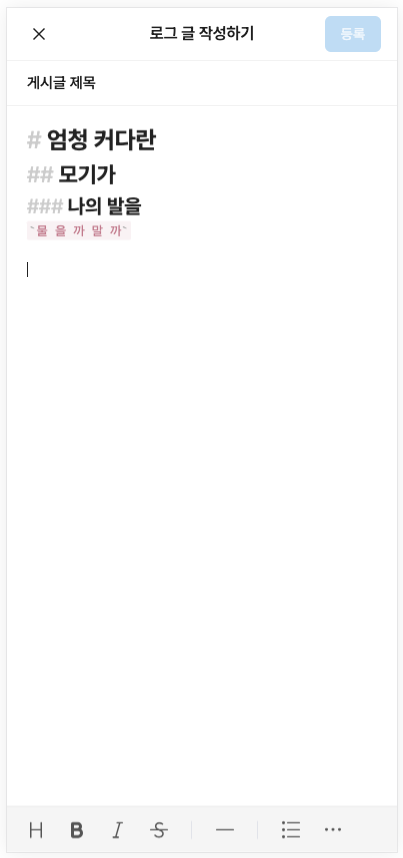 로그 글 작성하기
등록
게시글 제목
# 엄청 커다란
## 모기가
### 나의 발을
`물 을 까 말 까`
H B I S